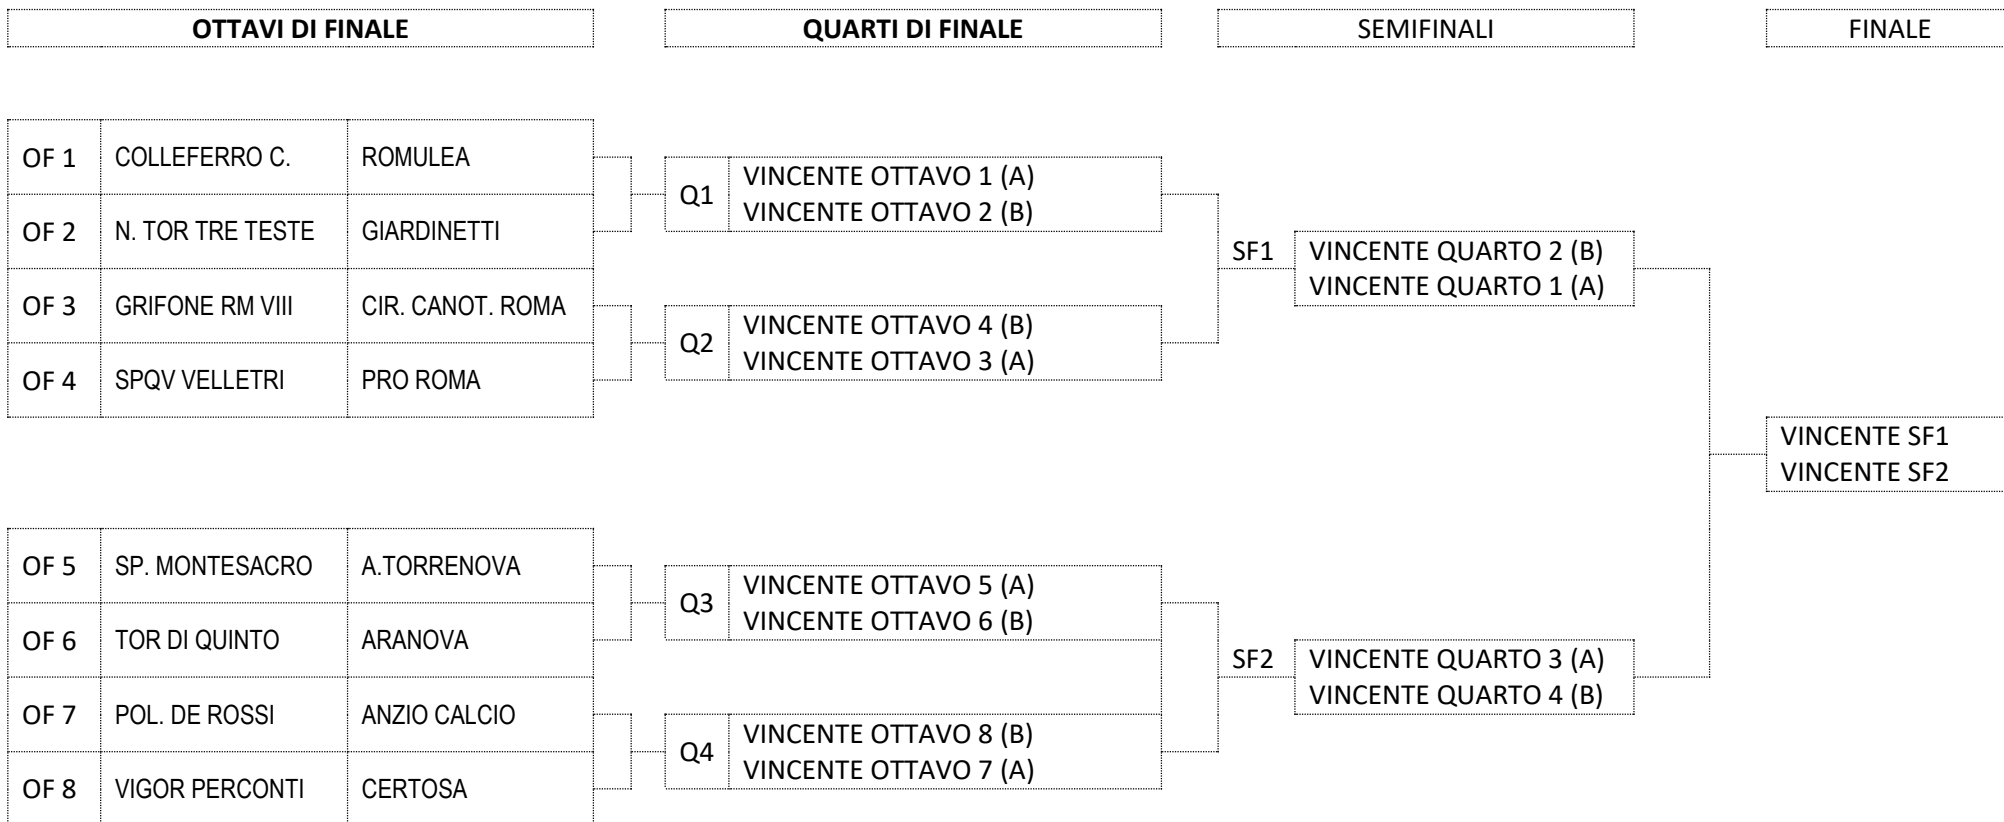 OTTAVI DI FINALE QUARTI DI FINALE SEMIFINALI FINALE
OF 1 COLLEFERRO C. ROMULEA
OF 2 N. TOR TRE TESTE GIARDINETTI
OF 3 GRIFONE RM VIII CIR. CANOT. ROMA
OF 4 SPQV VELLETRI PRO ROMA
Q1 VINCENTE OTTAVO 1 (A)
VINCENTE OTTAVO 2 (B)
Q2 VINCENTE OTTAVO 4 (B)
VINCENTE OTTAVO 3 (A)
SF1 VINCENTE QUARTO 2 (B)
VINCENTE QUARTO 1 (A)
VINCENTE SF1
VINCENTE SF2
OF 5 SP. MONTESACRO A.TORRENOVA
OF 6 TOR DI QUINTO ARANOVA
OF 7 POL. DE ROSSI ANZIO CALCIO
OF 8 VIGOR PERCONTI CERTOSA
Q3 VINCENTE OTTAVO 5 (A)
VINCENTE OTTAVO 6 (B)
Q4 VINCENTE OTTAVO 8 (B)
VINCENTE OTTAVO 7 (A)
SF2 VINCENTE QUARTO 3 (A)
VINCENTE QUARTO 4 (B)